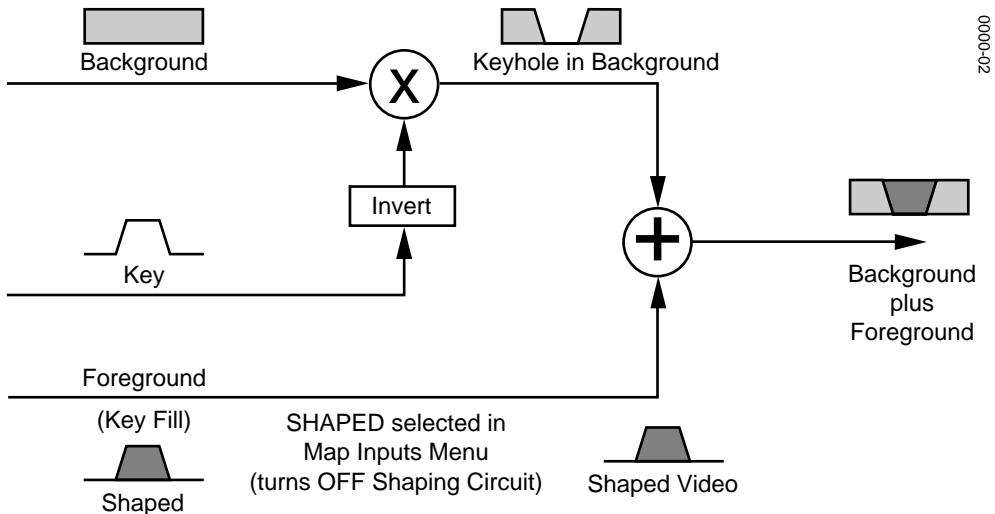 Background
X
Keyhole in Background
0000-02
Invert
Key
+
Background
plus
Foreground
Foreground
(Key Fill)
Shaped
SHAPED selected in
Map Inputs Menu
(turns OFF Shaping Circuit)
Shaped Video